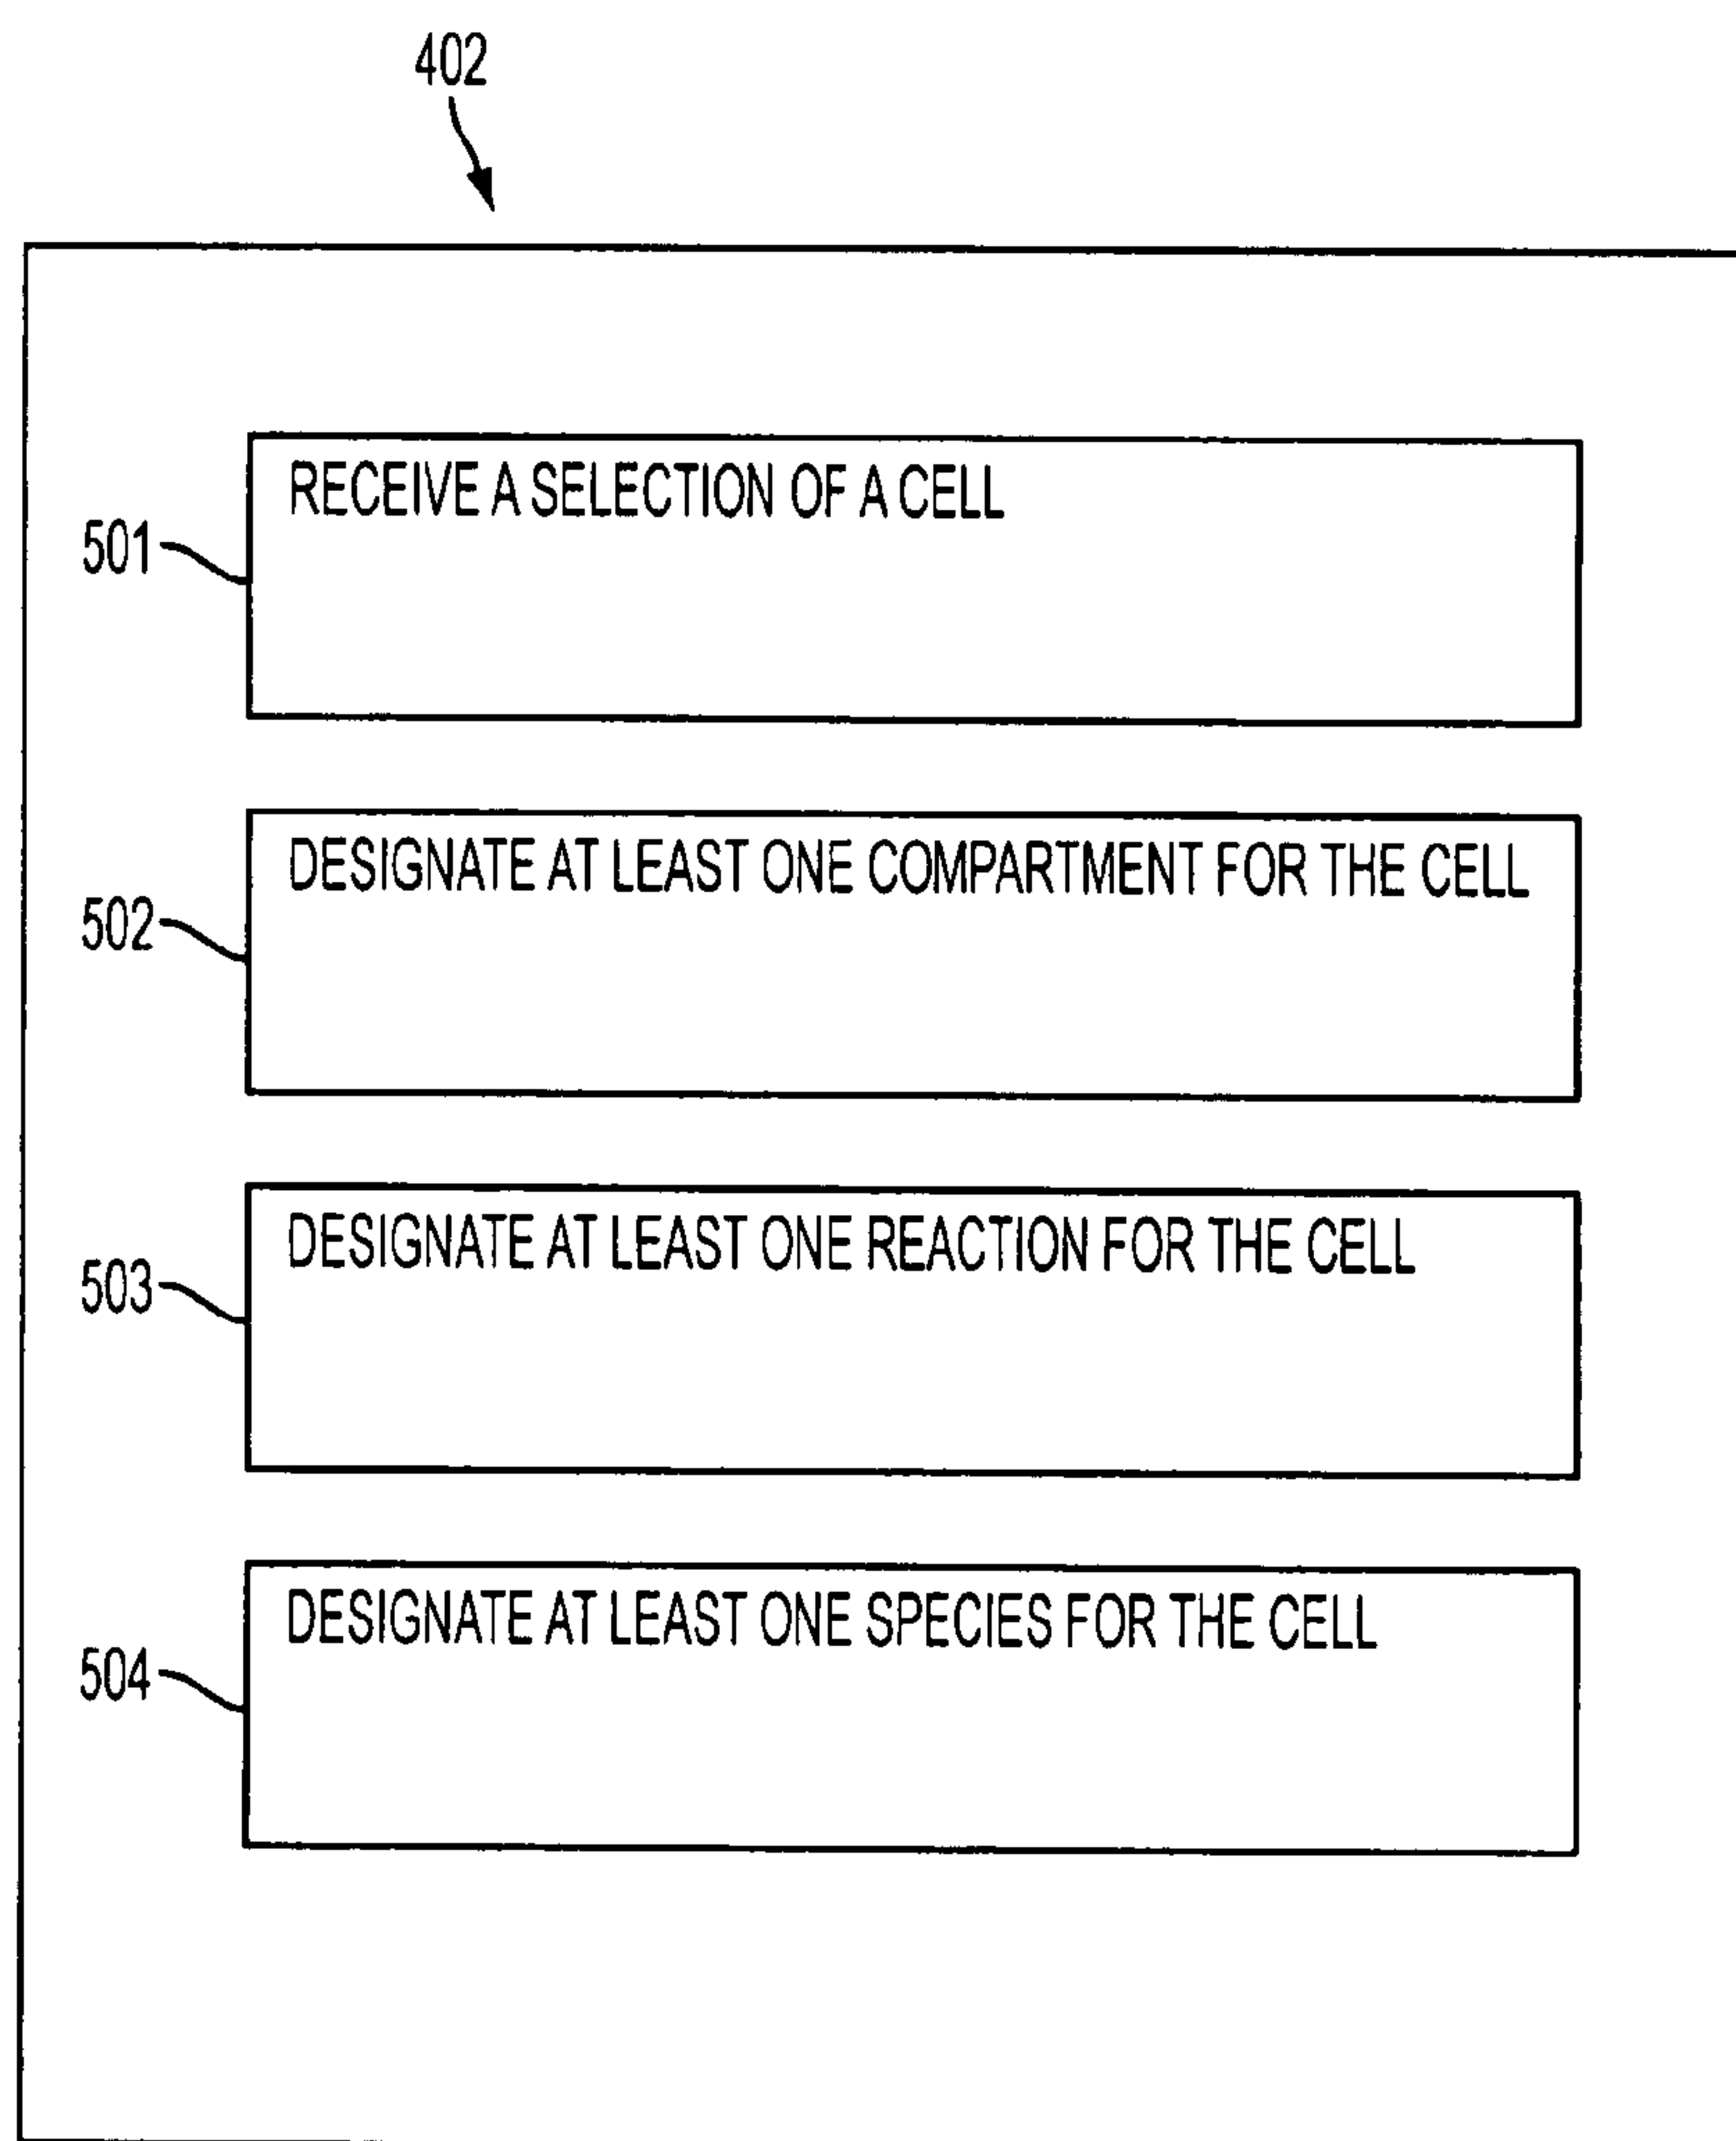 402
RECEIVE A SELECTION OF A CELL
501
DESIGNATE AT LEAST ONE COMPARTMENT FOR THE CELL
502
DESIGNATE AT LEAST ONE REACTION FOR THE CELL
503
DESIGNATE AT LEAST ONE SPECIES FOR THE CELL
504